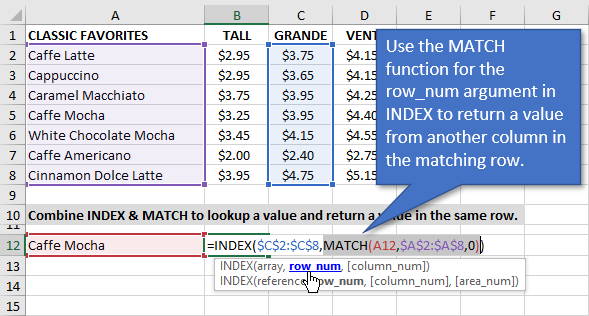 A B C D E F G
1 CLASSIC FAVORITES TALL GRANDE VENT
2 Caffe Latte $2.95 $3.75 $4.15
3 Cappuccino $2.95 $3.65 $4.15
4 Caramel Macchiato $3.75 $3.95 $4.25
5 Caffe Mocha $3.25 $3.95 $4.40
6 White Chocolate Mocha $3.45 $4.15 $4.55
7 Caffe Americano $2.00 $2.40 $2.75
8 Cinnamon Dolce Latte $3.95 $4.75 $5.15
Use the MATCH
function for the
row_num argument in
INDEX to return a value
from another column in
the matching row.
9
10 Combine INDEX & MATCH to lookup a value and return a value in the same row.
11
12 Caffe Mocha =INDEX($C$2:$C$8,MATCH(A12,$A$2:$A$8,0))
13 INDEX(array, row_num, [column_num])
INDEX(reference, row_num, [column_num], [area_num])
14
15